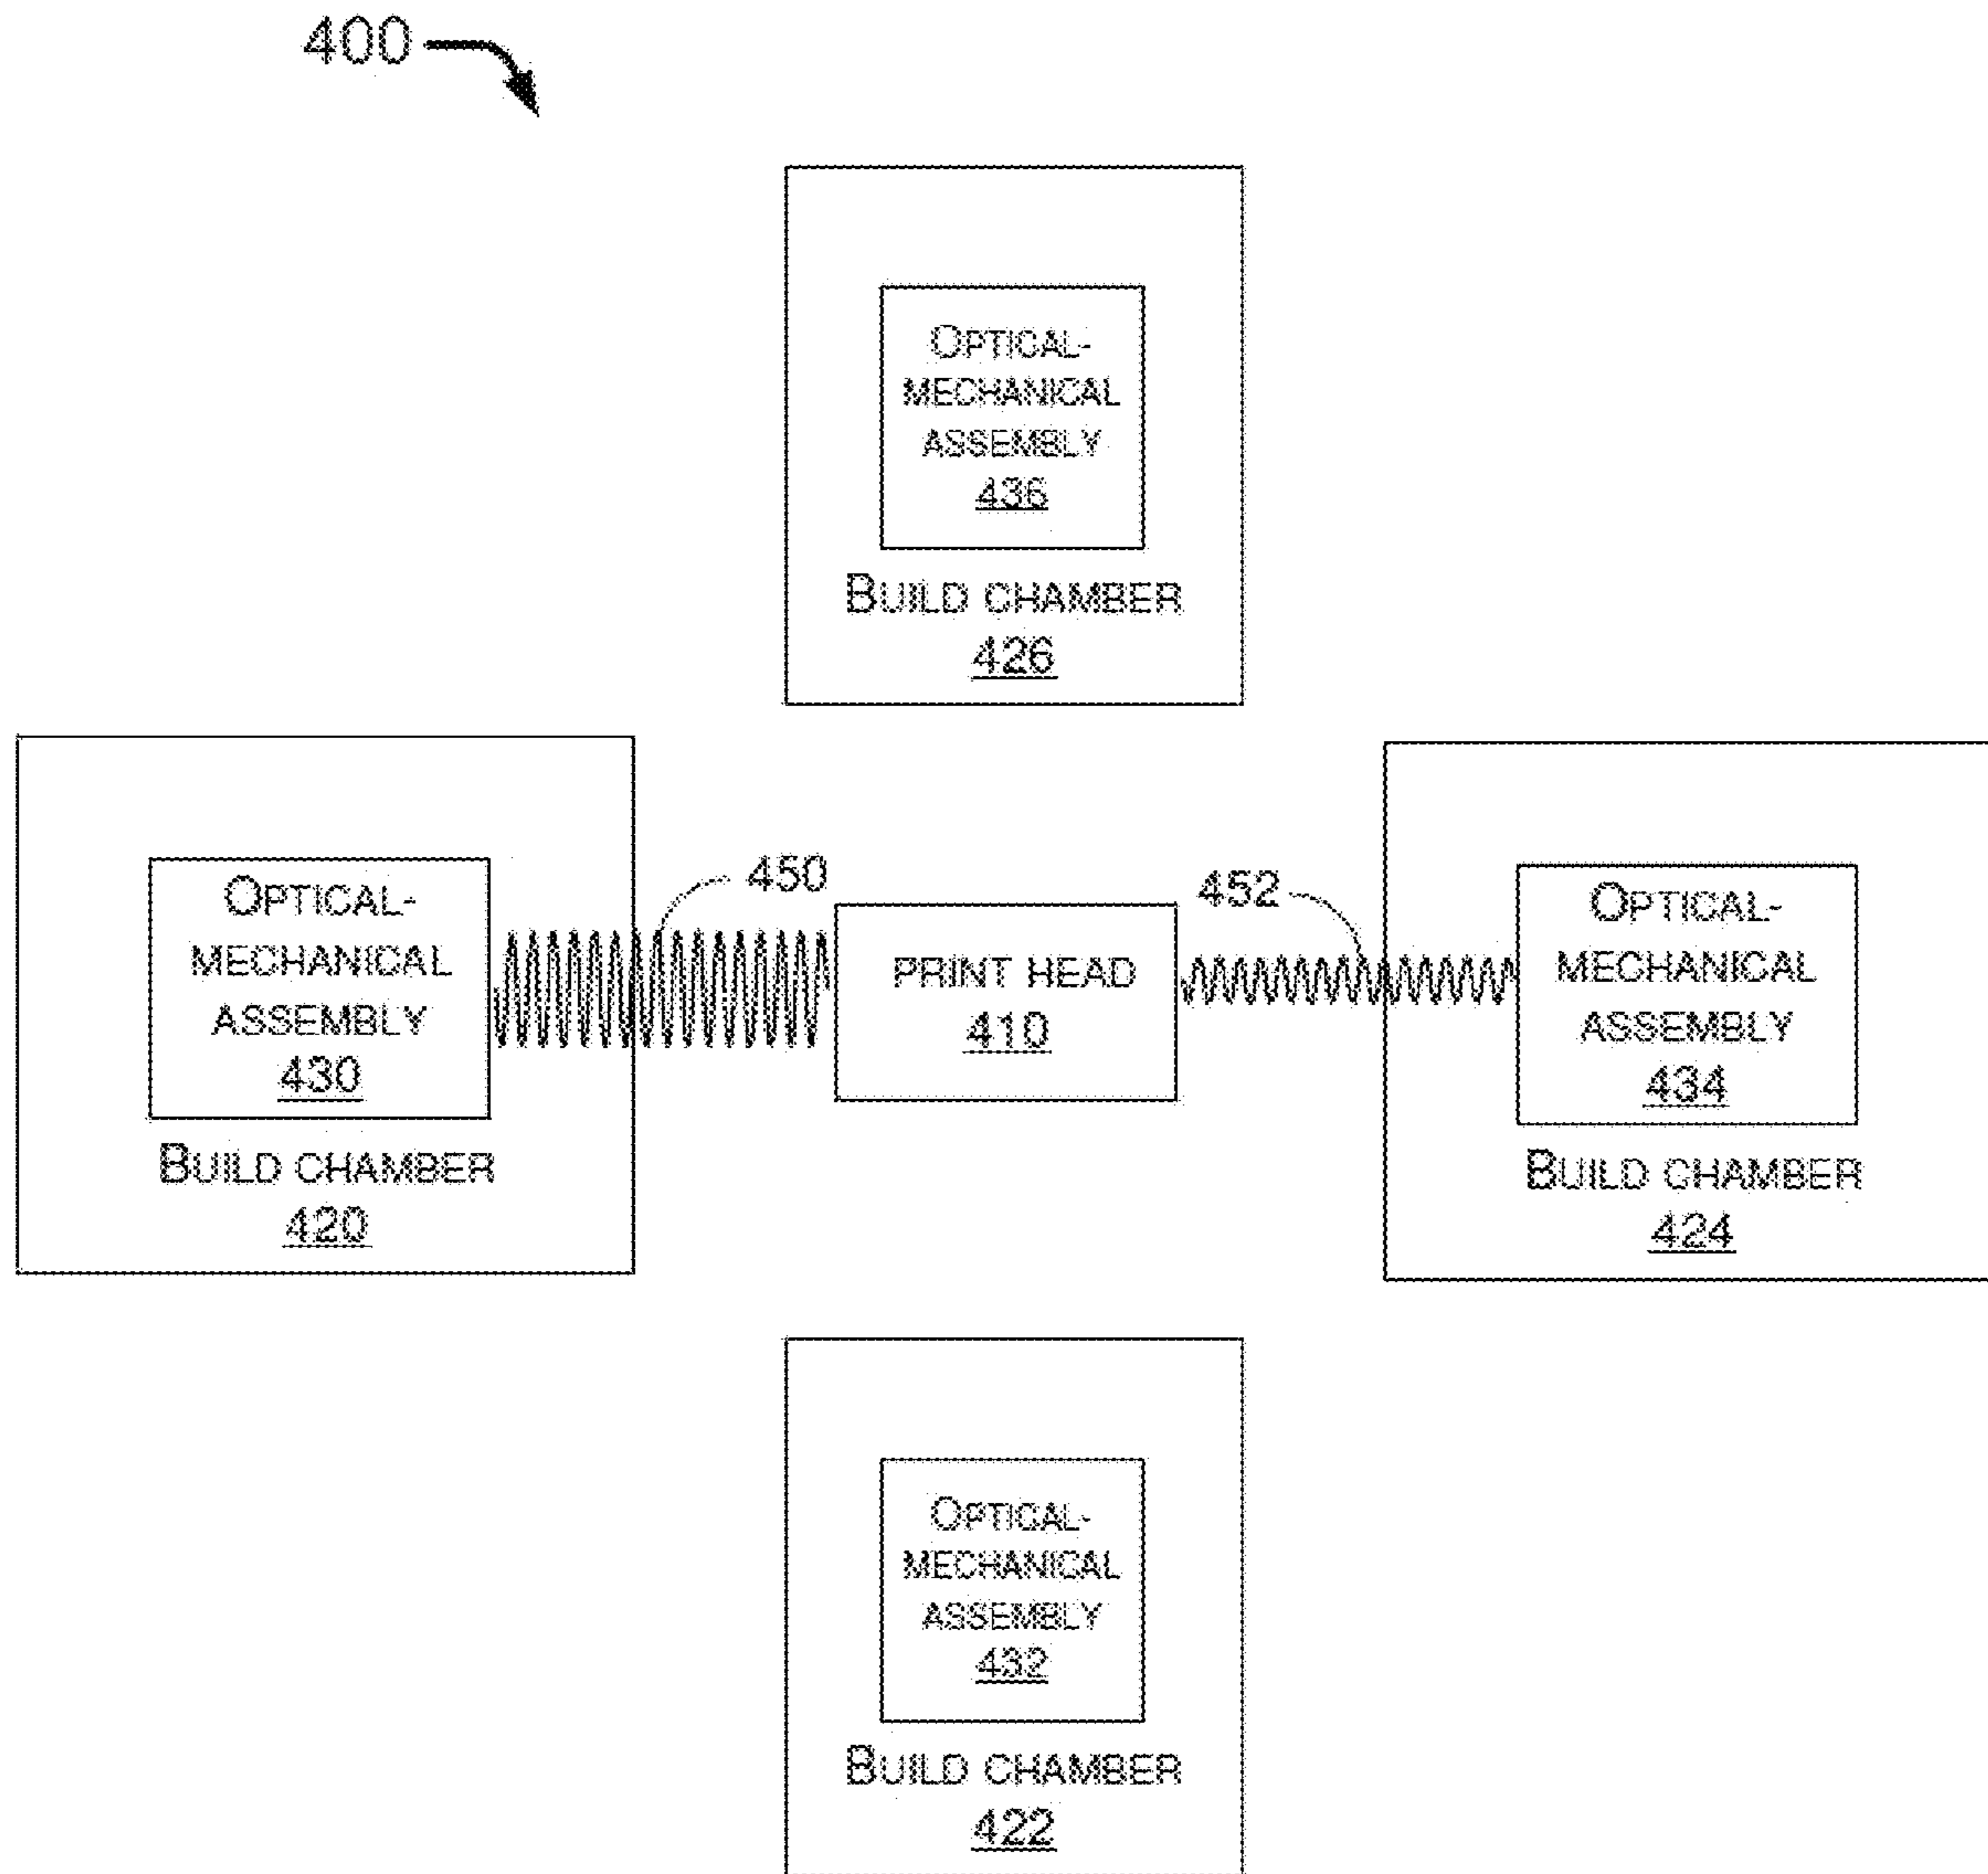 400
OPTICAL-
MECHANICAL
ASSEMBLY
436
BUILD CHAMBER
426
OPTICAL-
MECHANICAL
ASSEMBLY
430
BUILD CHAMBER
420
450
PRINT HEAD
410
452
OPTICAL-
MECHANICAL
ASSEMBLY
434
BUILD CHAMBER
424
OPTICAL-
MECHANICAL
ASSEMBLY
432
BUILD CHAMBER
422